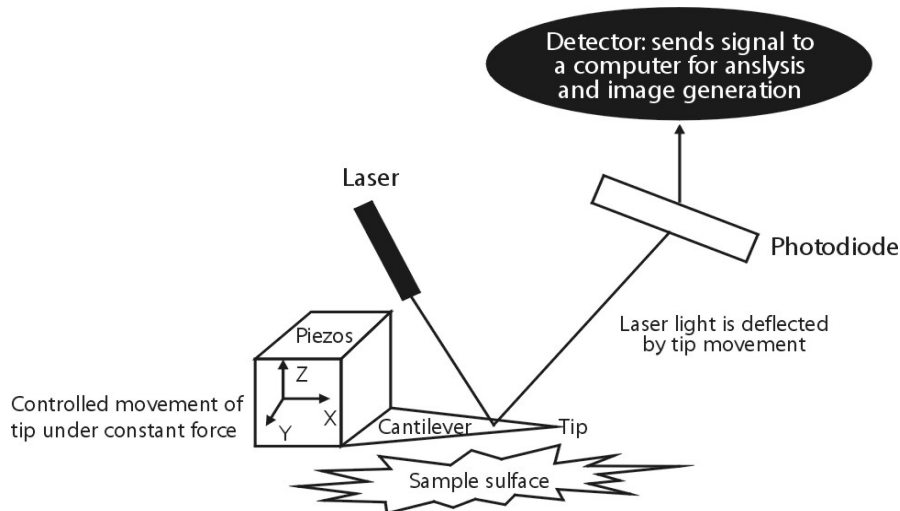 Detector: sends signal to
a computer for anslysis
and image generation
Laser
Photodiode
Laser light is deflected
by tip movement
Piezos
Z
X
Y
Controlled movement of
tip under constant force
Cantilever
Tip
Sample sulface